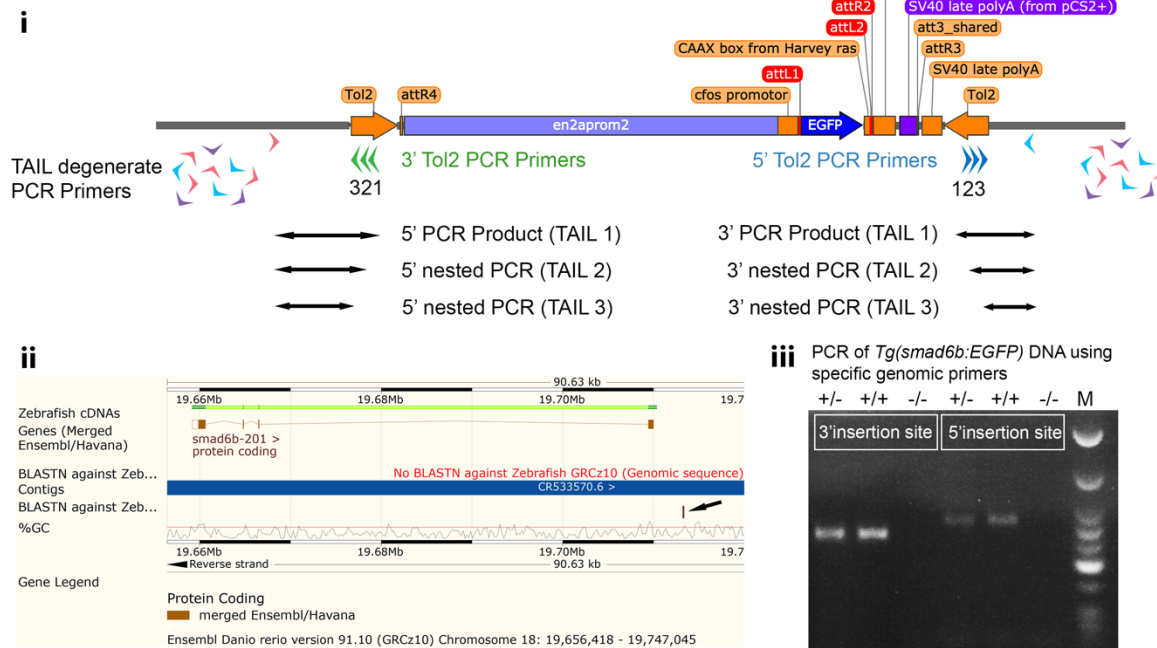 i
attR2
SV40 late polyA (from pCS2+)
attL2
att3_shared
CAAX box from Harvey ras
attR3
attL1
SV40 late polyA
Tol2
attR4
cfos promotor
Tol2
en2aprom2
EGFP
TAIL degenerate
PCR Primers
3' Tol2 PCR Primers
5' Tol2 PCR Primers
321
123
5' PCR Product (TAIL 1)
3' PCR Product (TAIL 1)
5' nested PCR (TAIL 2)
3' nested PCR (TAIL 2)
5' nested PCR (TAIL 3)
3' nested PCR (TAIL 3)
ii
90.63 kb
19.66Mb
19.68Mb
19.70Mb
19.7
Zebrafish cDNAs
Genes (Merged
Ensembl/Havana)
smad6b-201 >
protein coding
BLASTN against Zeb...
No BLASTN against Zebrafish GRCz10 (Genomic sequence)
Contigs
CR533570.6 >
BLASTN against Zeb...
%GC
19.66Mb
19.68Mb
19.70Mb
19.7
Reverse strand
90.63 kb
Gene Legend
Protein Coding
merged Ensembl/Havana
Ensembl Danio rerio version 91.10 (GRCz10) Chromosome 18: 19,656,418 - 19,747,045
iii
PCR of Tg(smad6b:EGFP) DNA using
specific genomic primers
+/- +/+ -/- +/- +/+ -/- M
3'insertion site
5'insertion site